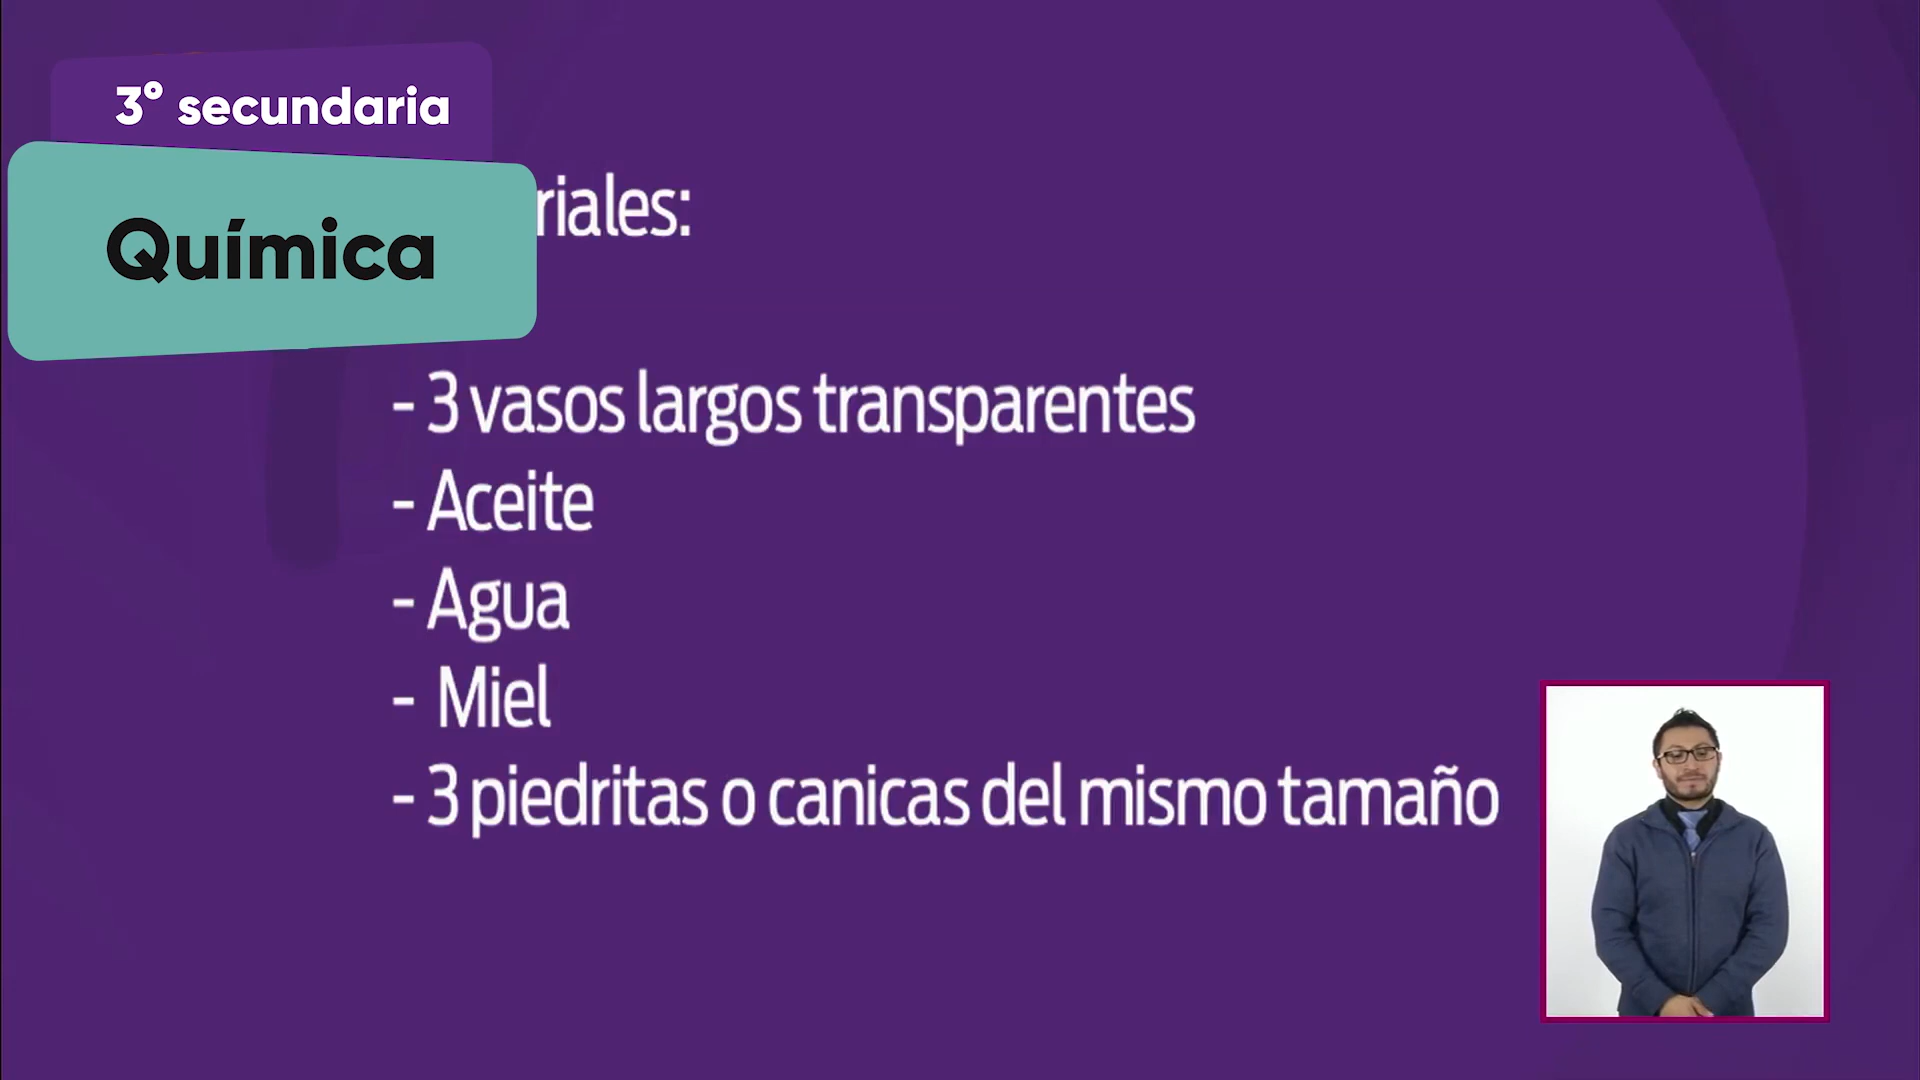 3° secundaria
Química
riales:
- 3 vasos largos transparentes
- Aceite
- Agua
- Miel
- 3 piedritas o canicas del mismo tamaño